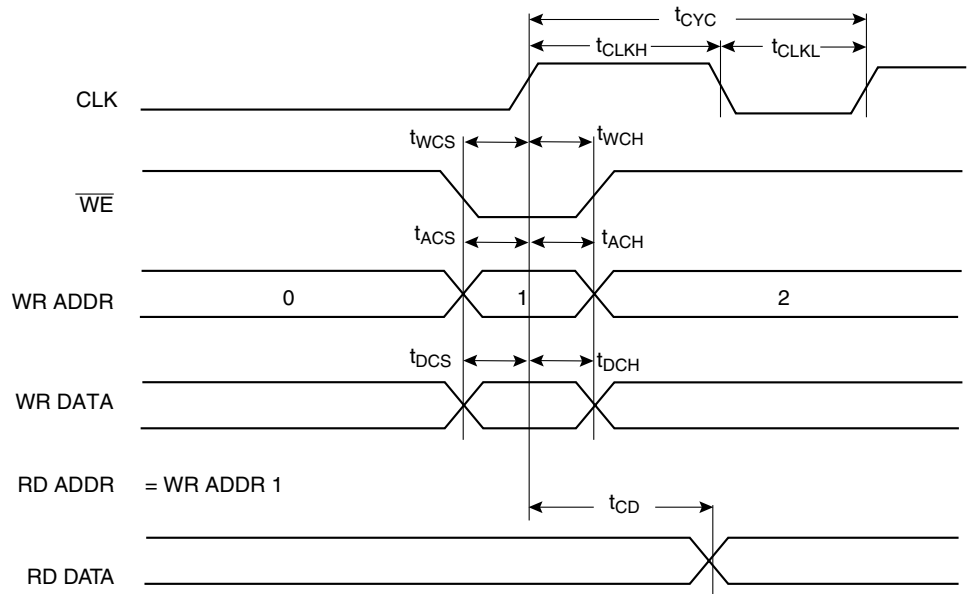 tCYC
tCLKH tCLKL
CLK
tWCS tWCH
WE
tACS tACH
WR ADDR 0 1 2
tDCS tDCH
WR DATA
RD ADDR = WR ADDR 1
tCD
RD DATA